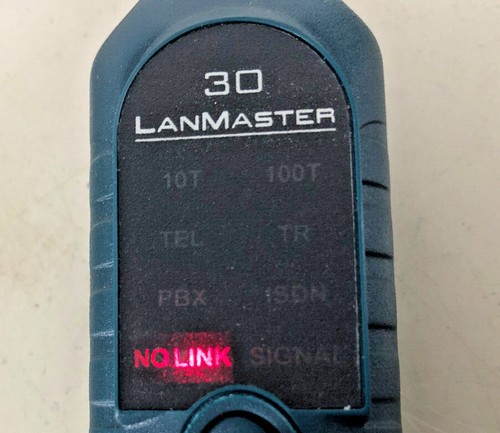 30
LANMASTER
10T 100T
TEL TR
PBX ISDN
NO LINK SIGNAL